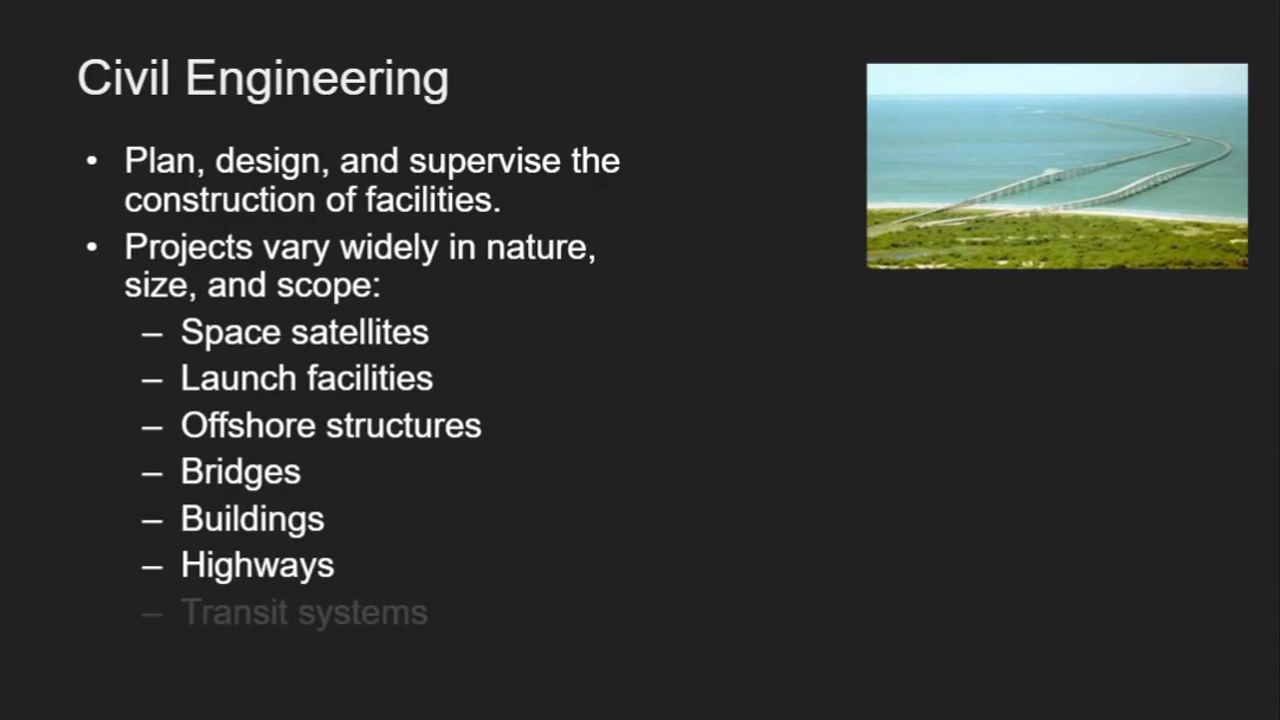 Civil Engineering
• Plan, design, and supervise the
construction of facilities.
• Projects vary widely in nature,
size, and scope:
– Space satellites
– Launch facilities
– Offshore structures
– Bridges
– Buildings
– Highways
– Transit systems